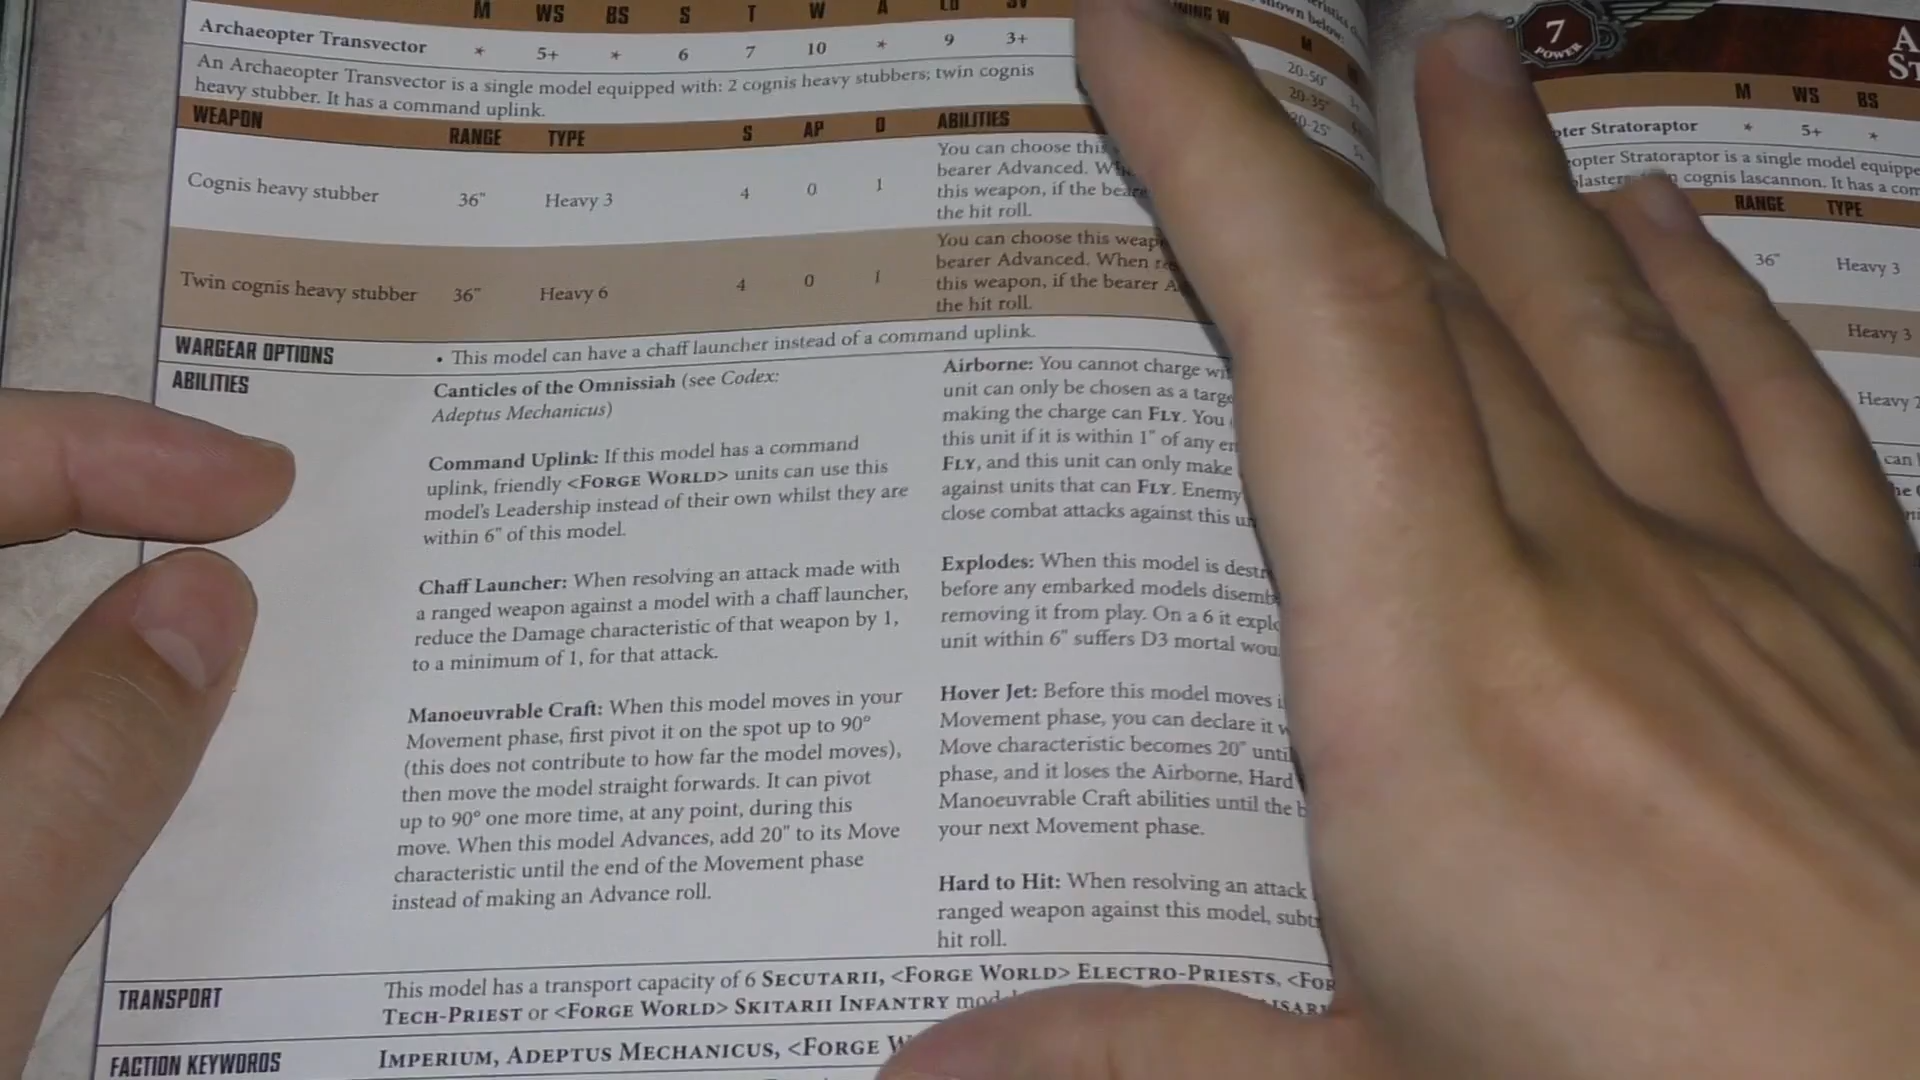 M WS BS S T W A LD SV
Archaeopter Transvector * 5+ * 6 7 10 * 9 3+
An Archaeopter Transvector is a single model equipped with: 2 cognis heavy stubbers; twin cognis
heavy stubber. It has a command uplink.
WEAPON RANGE TYPE S AP D ABILITIES
Cognis heavy stubber 36" Heavy 3 4 0 1
You can choose this
bearer Advanced.
this weapon, if the
the hit roll.
Twin cognis heavy stubber 36" Heavy 6 4 0 1
You can choose this
bearer Advanced. When
this weapon, if the bearer
the hit roll.
WARGEAR OPTIONS • This model can have a chaff launcher instead of a command uplink.
ABILITIES
Canticles of the Omnissiah (see Codex:
Adeptus Mechanicus)
Command Uplink: If this model has a command
uplink, friendly <FORGE WORLD> units can use this
model's Leadership instead of their own whilst they are
within 6" of this model.
Chaff Launcher: When resolving an attack made with
a ranged weapon against a model with a chaff launcher,
reduce the Damage characteristic of that weapon by 1,
to a minimum of 1, for that attack.
Manoeuvrable Craft: When this model moves in your
Movement phase, first pivot it on the spot up to 90°
(this does not contribute to how far the model moves),
then move the model straight forwards. It can pivot
up to 90° one more time, at any point, during this
move. When this model Advances, add 20" to its Move
characteristic until the end of the Movement phase
instead of making an Advance roll.
Airborne: You cannot charge
unit can only be chosen as a
making the charge can FLY. You
this unit if it is within 1" of any
FLY, and this unit can only make
against units that can FLY. Enemy
close combat attacks against this
Explodes: When this model is
before any embarked models
removing it from play. On a 6 it
unit within 6" suffers D3 mortal
Hover Jet: Before this model moves
Movement phase, you can declare it
Move characteristic becomes 20" until
phase, and it loses the Airborne, Hard
Manoeuvrable Craft abilities until the
your next Movement phase.
Hard to Hit: When resolving an attack
ranged weapon against this model,
hit roll.
TRANSPORT
This model has a transport capacity of 6 SECUTARII, <FORGE WORLD> ELECTRO-PRIESTS,
TECH-PRIEST or <FORGE WORLD> SKITARII INFANTRY
FACTION KEYWORDS IMPERIUM, ADEPTUS MECHANICUS, <FORGE
shown below.
M
20-50"
20-35"
20-25"
7
POWER
M WS BS
Stratoraptor * 5+ *
Stratoraptor is a single model
cognis lascannon. It has a
RANGE TYPE
36" Heavy 3
Heavy 3
Heavy
can